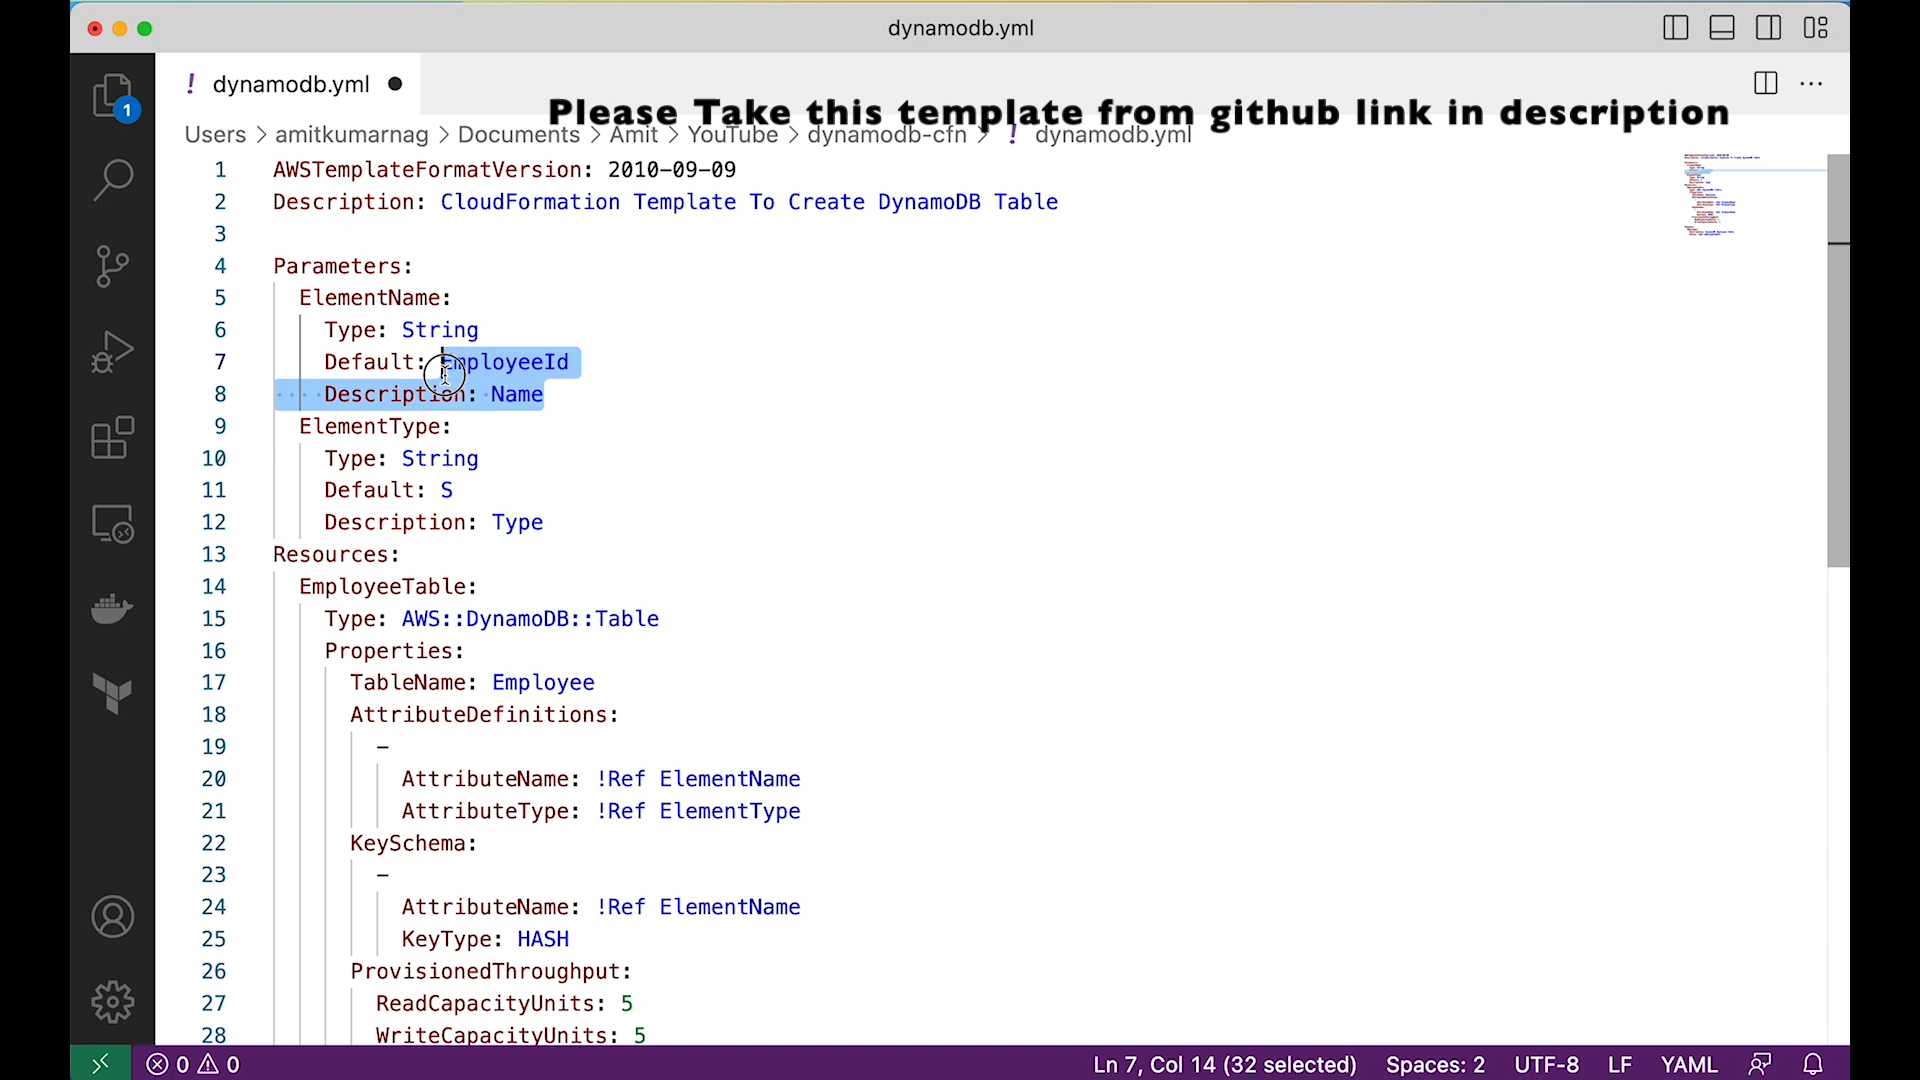 dynamodb.yml
! dynamodb.yml
Please Take this template from github link in description
Users > amitkumarnag > Documents > Amit > YouTube > dynamodb-cfn > ! dynamodb.yml
1 AWSTemplateFormatVersion: 2010-09-09
2 Description: CloudFormation Template To Create DynamoDB Table
3
4 Parameters:
5 ElementName:
6 Type: String
7 Default: EmployeeId
8 Description: Name
9 ElementType:
10 Type: String
11 Default: S
12 Description: Type
13 Resources:
14 EmployeeTable:
15 Type: AWS::DynamoDB::Table
16 Properties:
17 TableName: Employee
18 AttributeDefinitions:
19 -
20 AttributeName: !Ref ElementName
21 AttributeType: !Ref ElementType
22 KeySchema:
23 -
24 AttributeName: !Ref ElementName
25 KeyType: HASH
26 ProvisionedThroughput:
27 ReadCapacityUnits: 5
28 WriteCapacityUnits: 5
1
0 0 Ln 7, Col 14 (32 selected) Spaces: 2 UTF-8 LF YAML